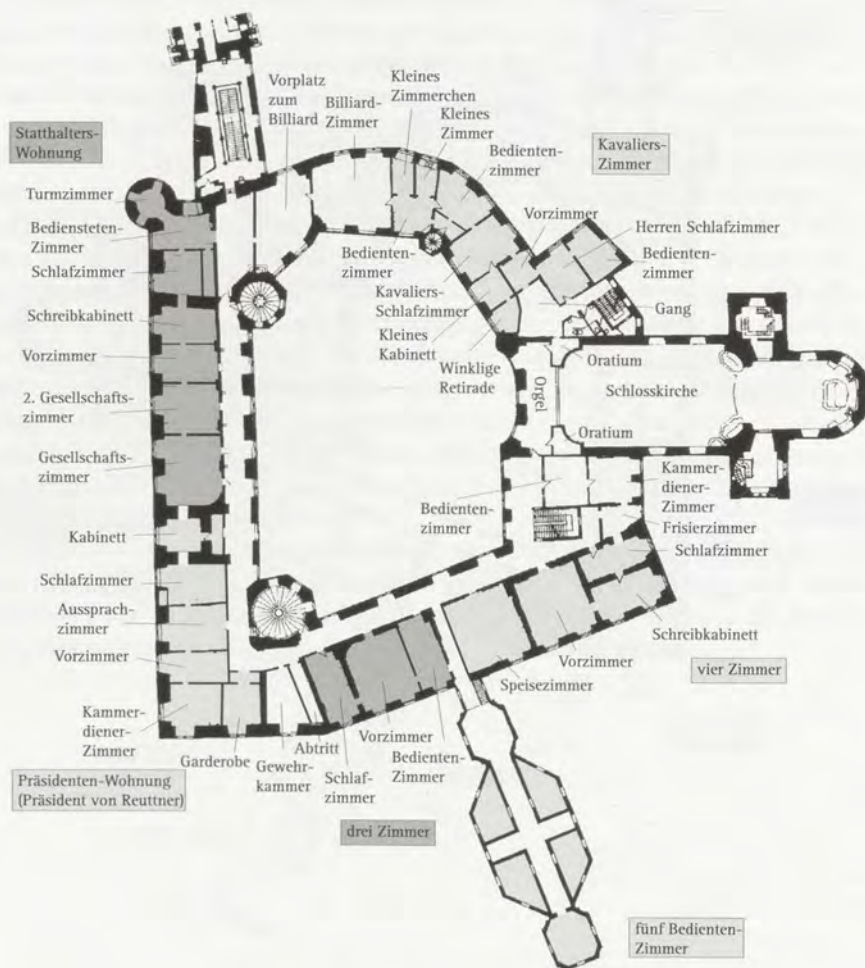 Statthalters-
Wohnung
Turmzimmer
Bediensteten-
Zimmer
Schlafzimmer
Schreibkabinett
Vorzimmer
2. Gesellschafts-
zimmer
Gesellschafts-
zimmer
Kabinett
Schlafzimmer
Aussprach-
zimmer
Vorzimmer
Kammer-
diener-
Zimmer
Präsidenten-Wohnung
(Präsident von Reuttner)
Garderobe
Gewehr-
kammer
Abtritt
Schlaf-
zimmer
Vorzimmer
Bedienten-
Zimmer
drei Zimmer
Vorplatz
zum
Billiard
Billiard-
Zimmer
Kleines
Zimmerchen
Kleines
Zimmer
Bedienten-
zimmer
Kavaliers-
Zimmer
Vorzimmer
Herren Schlafzimmer
Bedienten-
zimmer
Bedienten-
zimmer
Kavaliers-
Schlafzimmer
Kleines
Kabinett
Winklige
Retirade
Gang
Oratium
Orgel
Schlosskirche
Oratium
Bedienten-
zimmer
Kammer-
diener-
Zimmer
Frisierzimmer
Schlafzimmer
Schreibkabinett
Vorzimmer
Speisezimmer
vier Zimmer
fünf Bedienten-
Zimmer